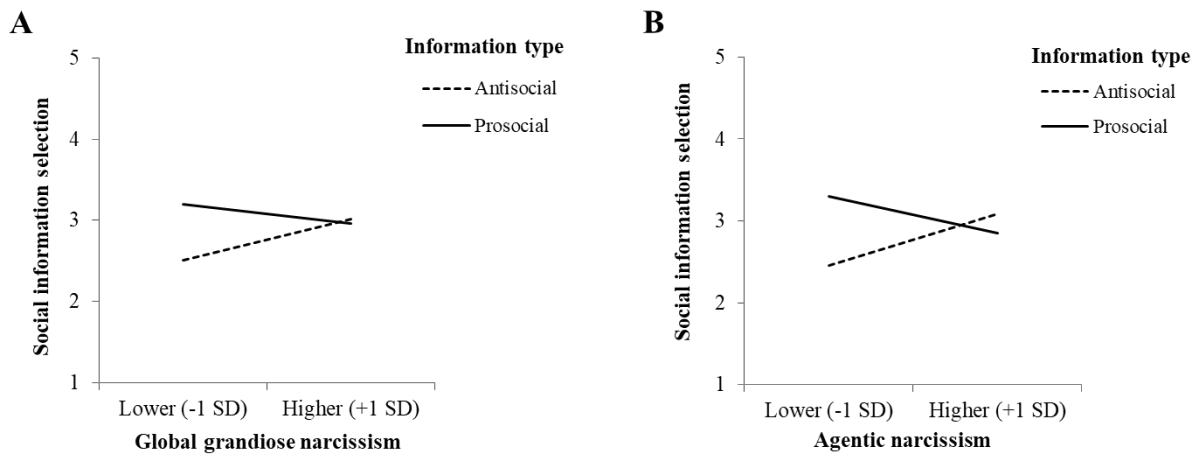 A
Information type
Antisocial
Prosocial
Social information selection
5
4
3
2
1
Lower (-1 SD) Higher (+1 SD)
Global grandiose narcissism
B
Information type
Antisocial
Prosocial
Social information selection
5
4
3
2
1
Lower (-1 SD) Higher (+1 SD)
Agentic narcissism